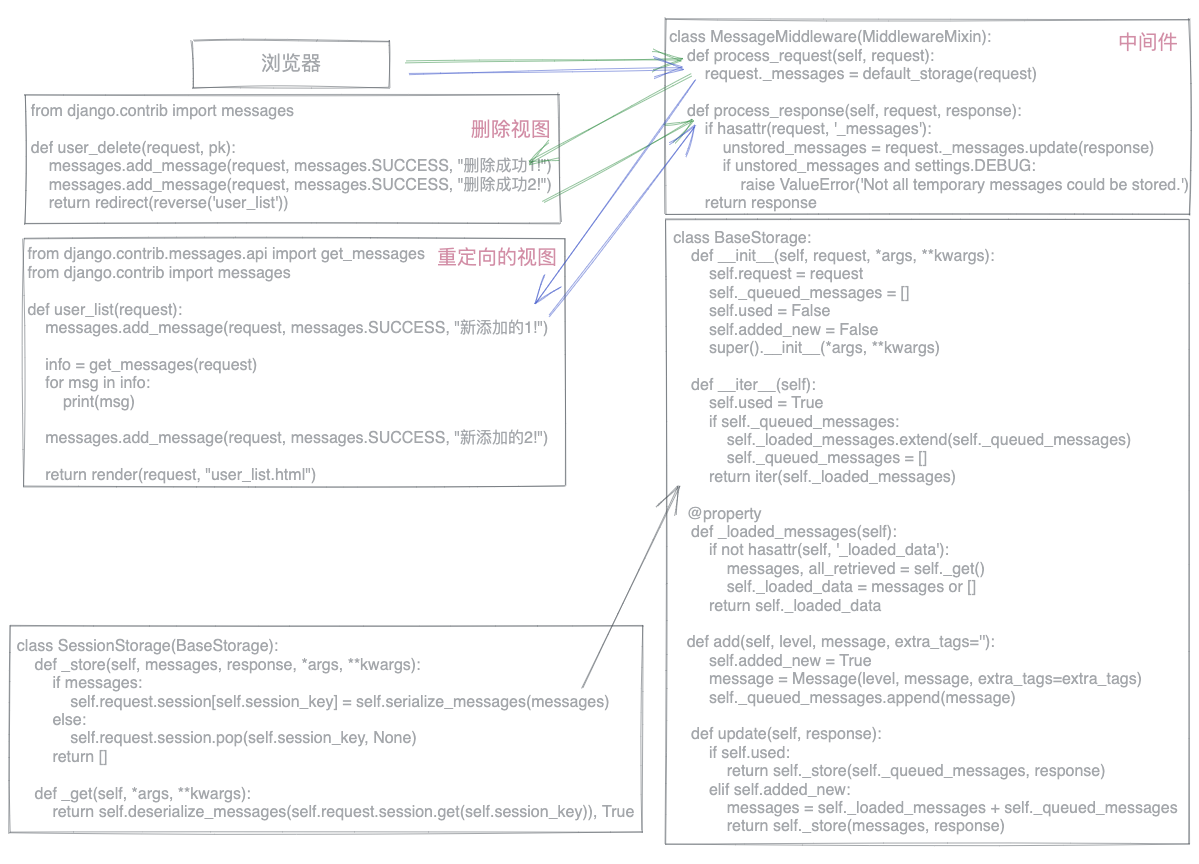 浏览器
from django.contrib import messages
删除视图
def user_delete(request, pk):
messages.add_message(request, messages.SUCCESS, "删除成功1!")
messages.add_message(request, messages.SUCCESS, "删除成功2!")
return redirect(reverse('user_list'))
from django.contrib.messages.api import get_messages
重定向的视图
from django.contrib import messages
def user_list(request):
messages.add_message(request, messages.SUCCESS, "新添加的1!")
info = get_messages(request)
for msg in info:
print(msg)
messages.add_message(request, messages.SUCCESS, "新添加的2!")
return render(request, "user_list.html")
class SessionStorage(BaseStorage):
def _store(self, messages, response, *args, **kwargs):
if messages:
self.request.session[self.session_key] = self.serialize_messages(messages)
else:
self.request.session.pop(self.session_key, None)
return []
def _get(self, *args, **kwargs):
return self.deserialize_messages(self.request.session.get(self.session_key)), True
class MessageMiddleware(MiddlewareMixin):
中间件
def process_request(self, request):
request._messages = default_storage(request)
def process_response(self, request, response):
if hasattr(request, '_messages'):
unstored_messages = request._messages.update(response)
if unstored_messages and settings.DEBUG:
raise ValueError('Not all temporary messages could be stored.')
return response
class BaseStorage:
def __init__(self, request, *args, **kwargs):
self.request = request
self._queued_messages = []
self.used = False
self.added_new = False
super().__init__(*args, **kwargs)
def __iter__(self):
self.used = True
if self._queued_messages:
self._loaded_messages.extend(self._queued_messages)
self._queued_messages = []
return iter(self._loaded_messages)
@property
def _loaded_messages(self):
if not hasattr(self, '_loaded_data'):
messages, all_retrieved = self._get()
self._loaded_data = messages or []
return self._loaded_data
def add(self, level, message, extra_tags=''):
self.added_new = True
message = Message(level, message, extra_tags=extra_tags)
self._queued_messages.append(message)
def update(self, response):
if self.used:
return self._store(self._queued_messages, response)
elif self.added_new:
messages = self._loaded_messages + self._queued_messages
return self._store(messages, response)